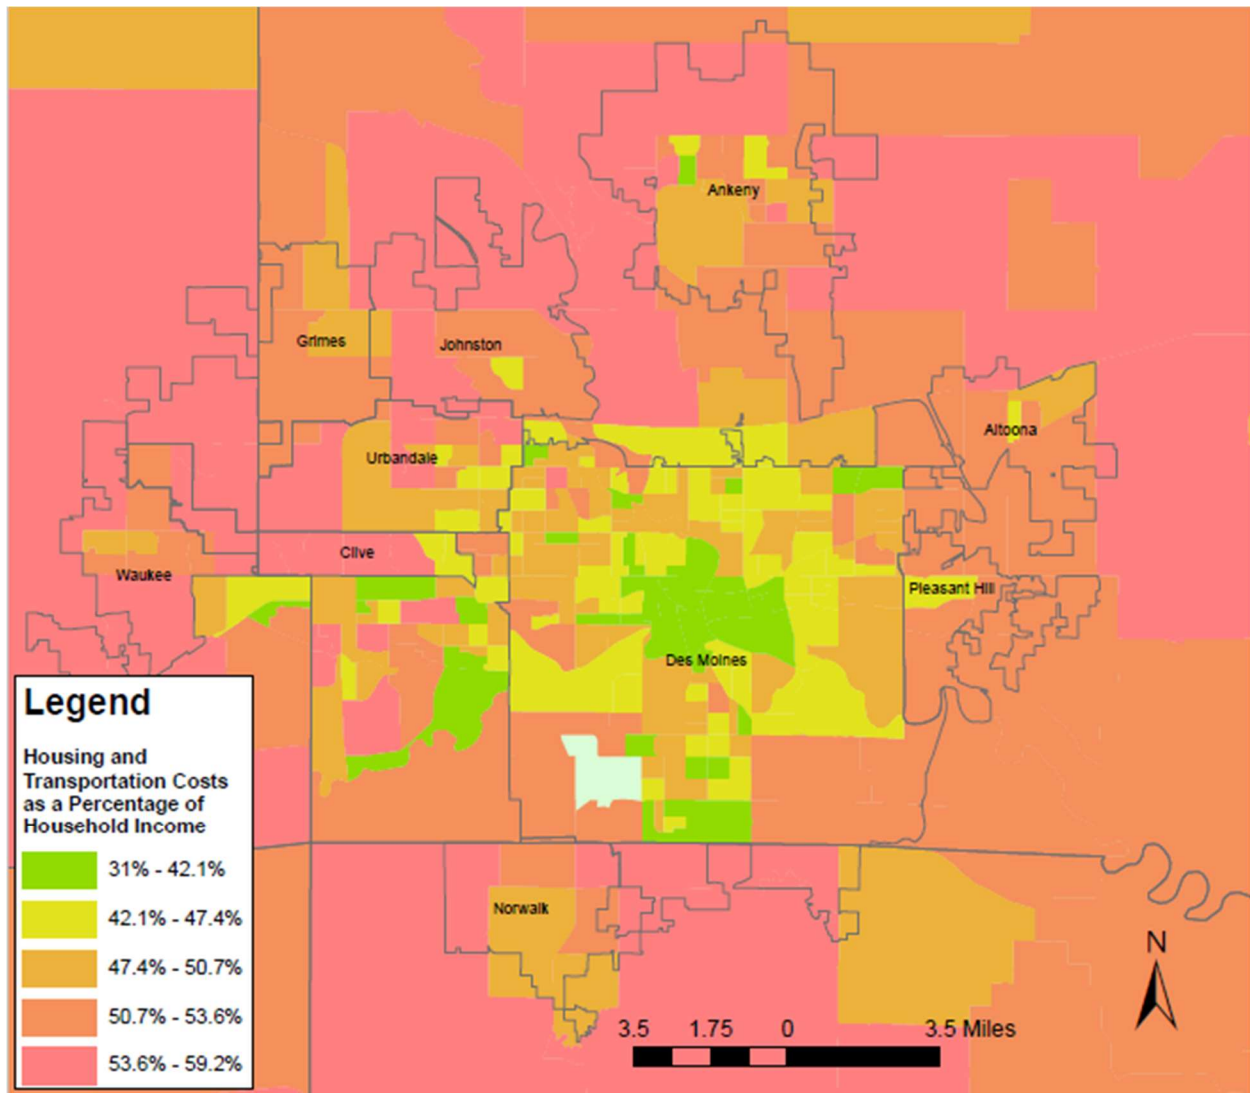 Ankeny
Grimes
Johnston
Altoona
Urbandale
Clive
Waukee
Pleasant Hill
Des Moines
Legend
Housing and
Transportation Costs
as a Percentage of
Household Income
31% - 42.1%
42.1% - 47.4%
47.4% - 50.7%
50.7% - 53.6%
53.6% - 59.2%
Norwalk
N
3.5 1.75 0 3.5 Miles